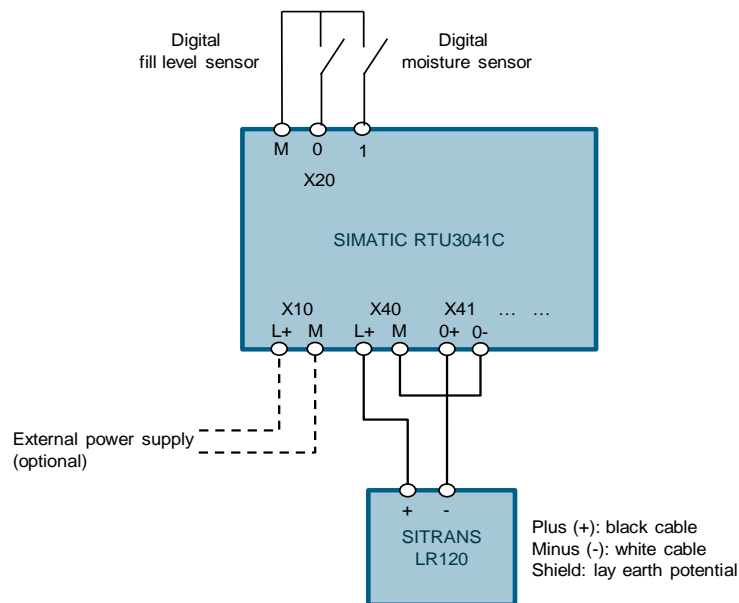 Digital
fill level sensor
Digital
moisture sensor
M 0 1
X20
SIMATIC RTU3041C
X10 X40 X41 ... ...
L+ M L+ M 0+ 0-
External power supply
(optional)
+ -
SITRANS
LR120
Plus (+): black cable
Minus (-): white cable
Shield: lay earth potential